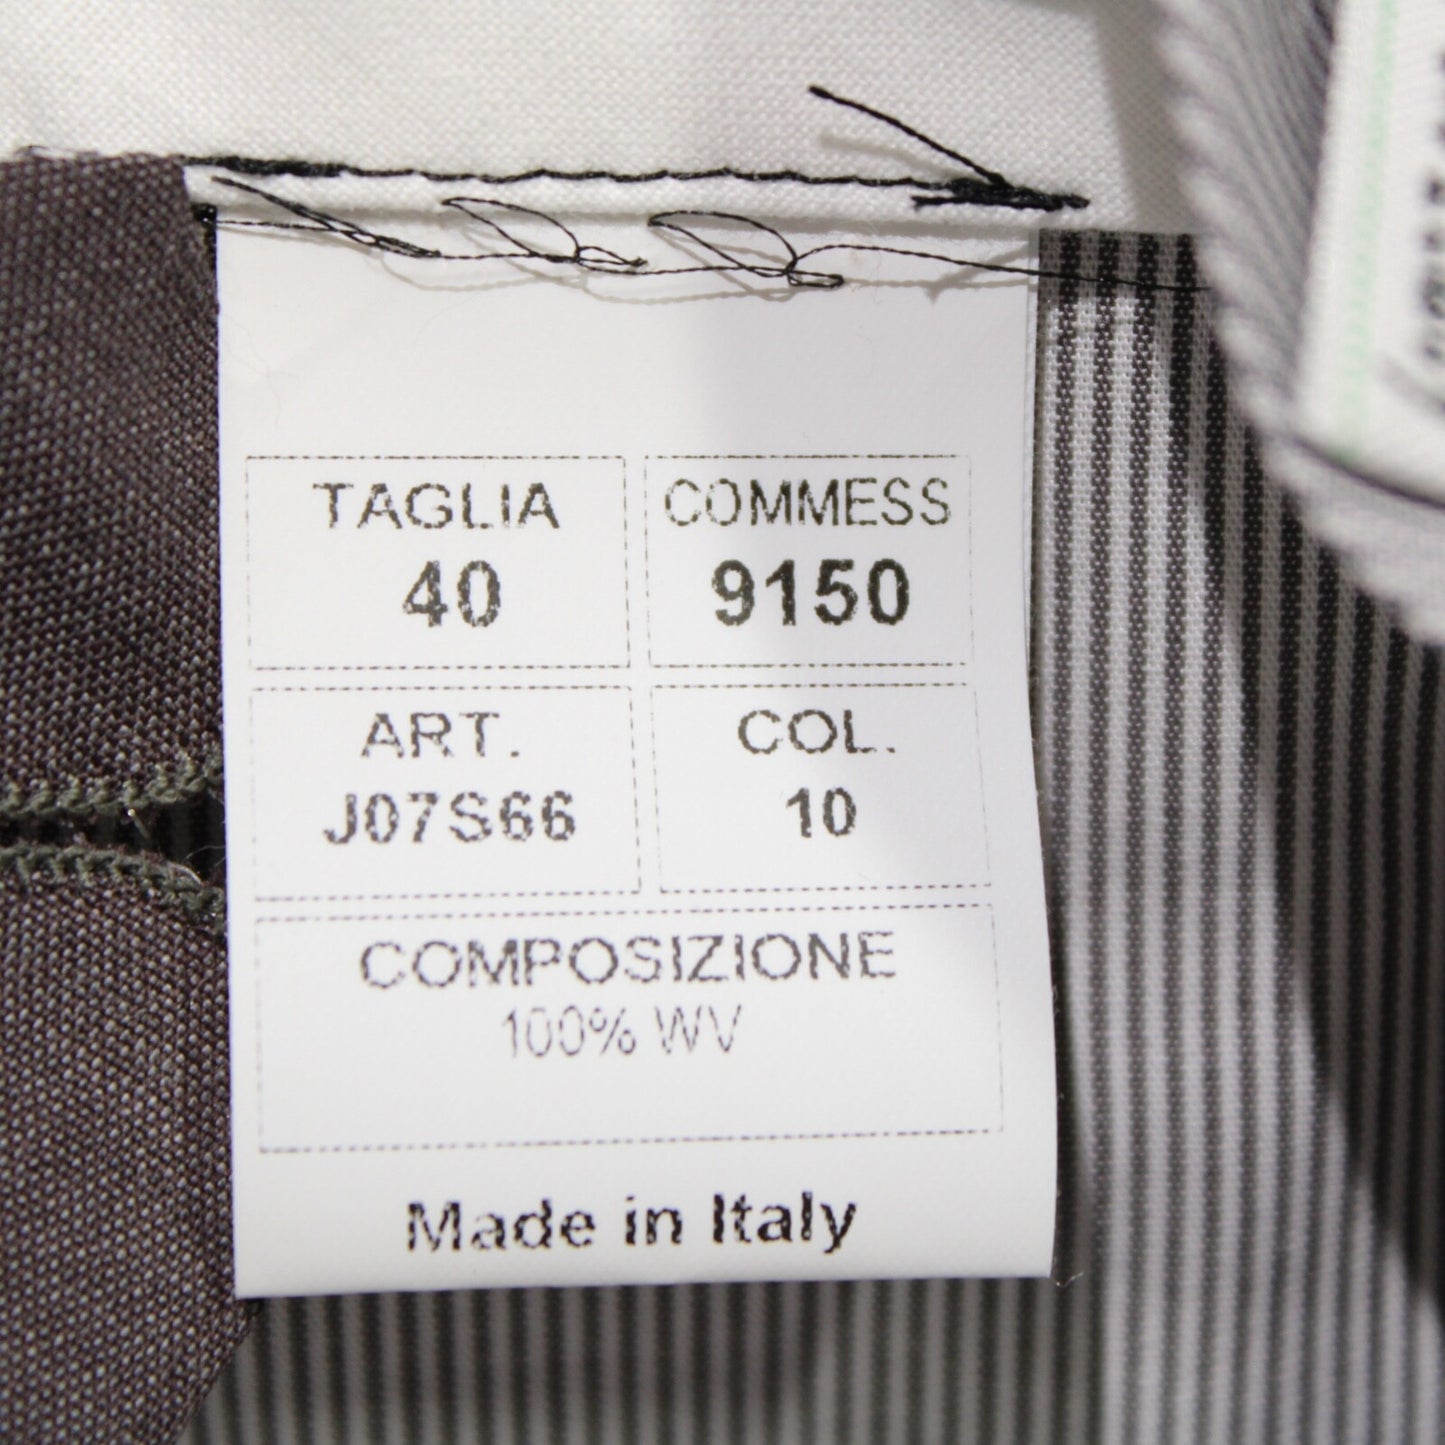 TAGLIA
40
COMMESS
9150
ART.
J07S66
COL.
10
COMPOSIZIONE
100% WV
Made in Italy